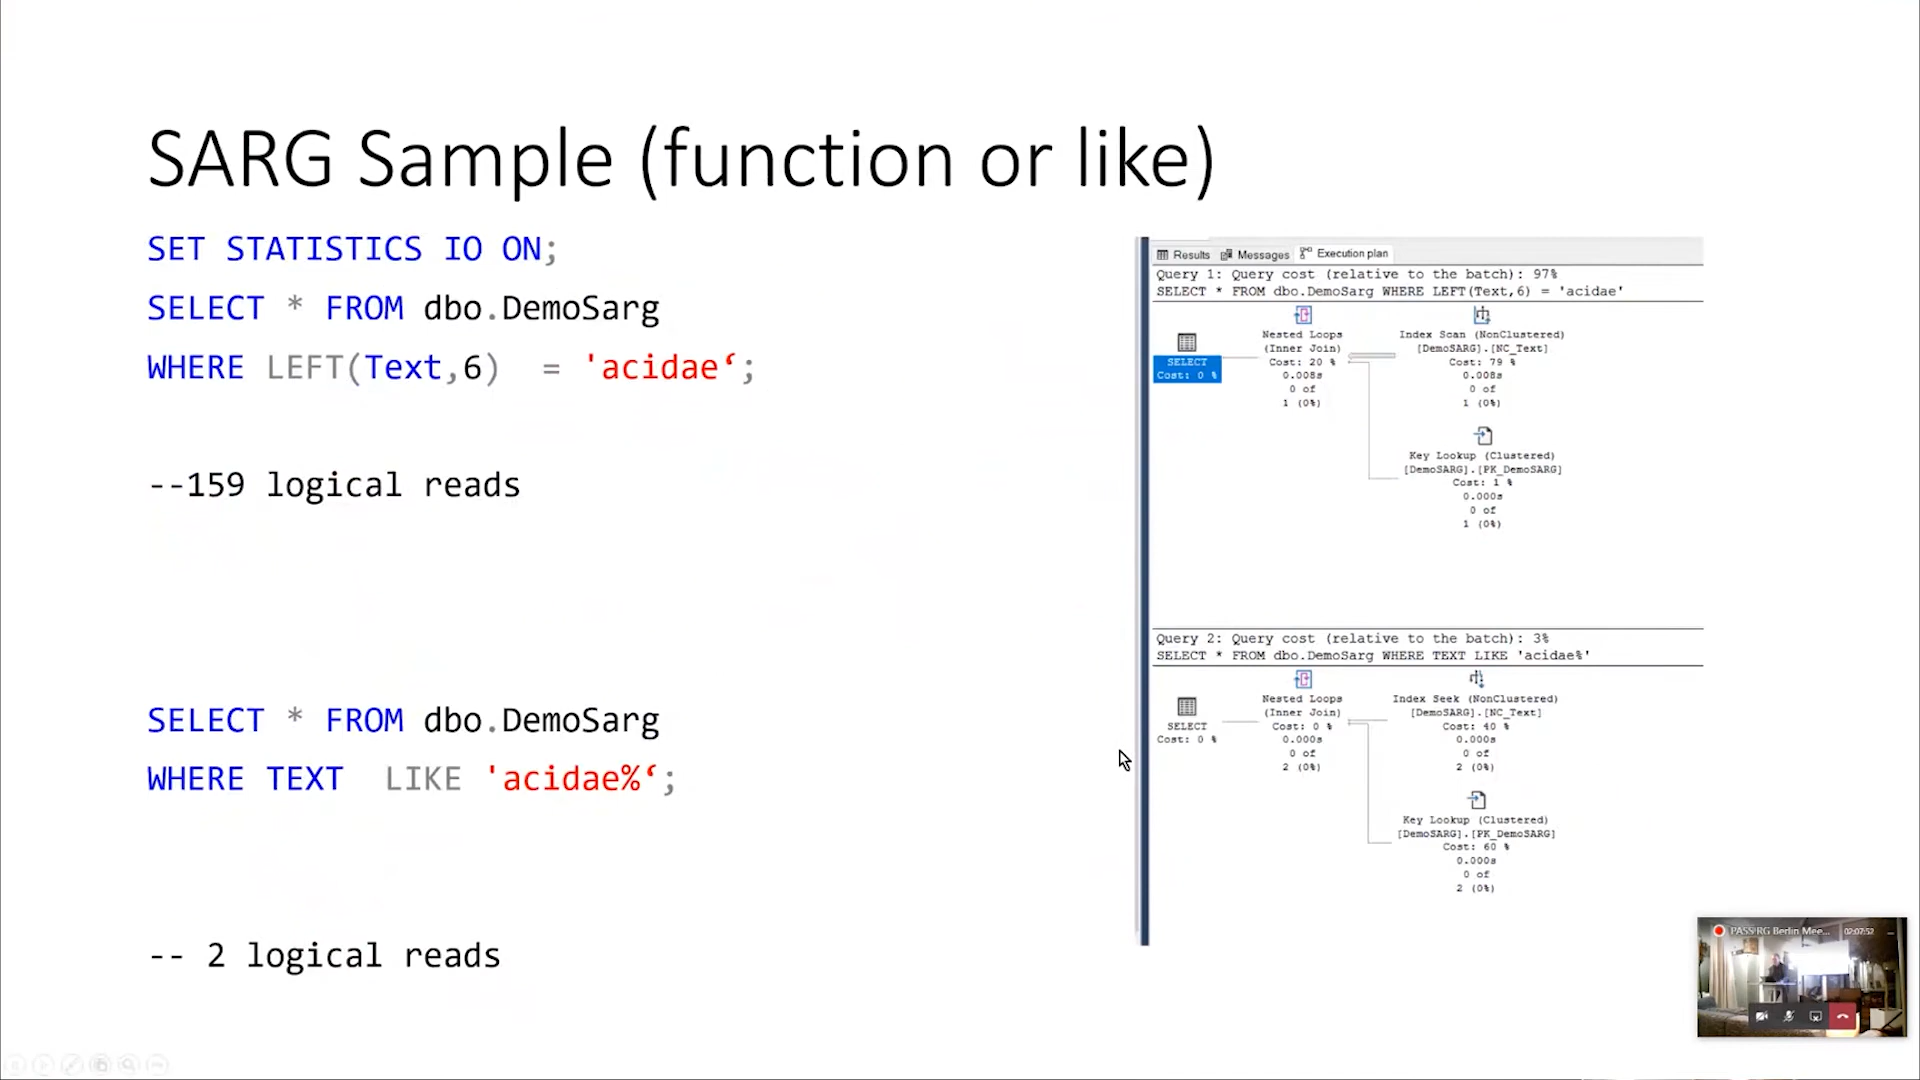 SARG Sample (function or like)
SET STATISTICS IO ON;
SELECT * FROM dbo.DemoSarg
WHERE LEFT(Text,6)  = 'acidae‘;
--159 logical reads
SELECT * FROM dbo.DemoSarg
WHERE TEXT  LIKE 'acidae%‘;
-- 2 logical reads
Results Messages Execution plan
Query 1: Query cost (relative to the batch): 97%
SELECT * FROM dbo.DemoSarg WHERE LEFT(Text,6) = 'acidae'
SELECT
Cost: 0 %
Nested Loops
(Inner Join)
Cost: 20 %
0.008s
0 of
1 (0%)
Index Scan (NonClustered)
[DemoSARG].[NC_Text]
Cost: 79 %
0.008s
0 of
1 (0%)
Key Lookup (Clustered)
[DemoSARG].[PK_DemoSARG]
Cost: 1 %
0.000s
0 of
1 (0%)
Query 2: Query cost (relative to the batch): 3%
SELECT * FROM dbo.DemoSarg WHERE TEXT LIKE 'acidae%'
SELECT
Cost: 0 %
Nested Loops
(Inner Join)
Cost: 0 %
0.000s
0 of
2 (0%)
Index Seek (NonClustered)
[DemoSARG].[NC_Text]
Cost: 40 %
0.000s
0 of
2 (0%)
Key Lookup (Clustered)
[DemoSARG].[PK_DemoSARG]
Cost: 60 %
0.000s
0 of
2 (0%)
PASS RG Berlin Mee... 02:07:52